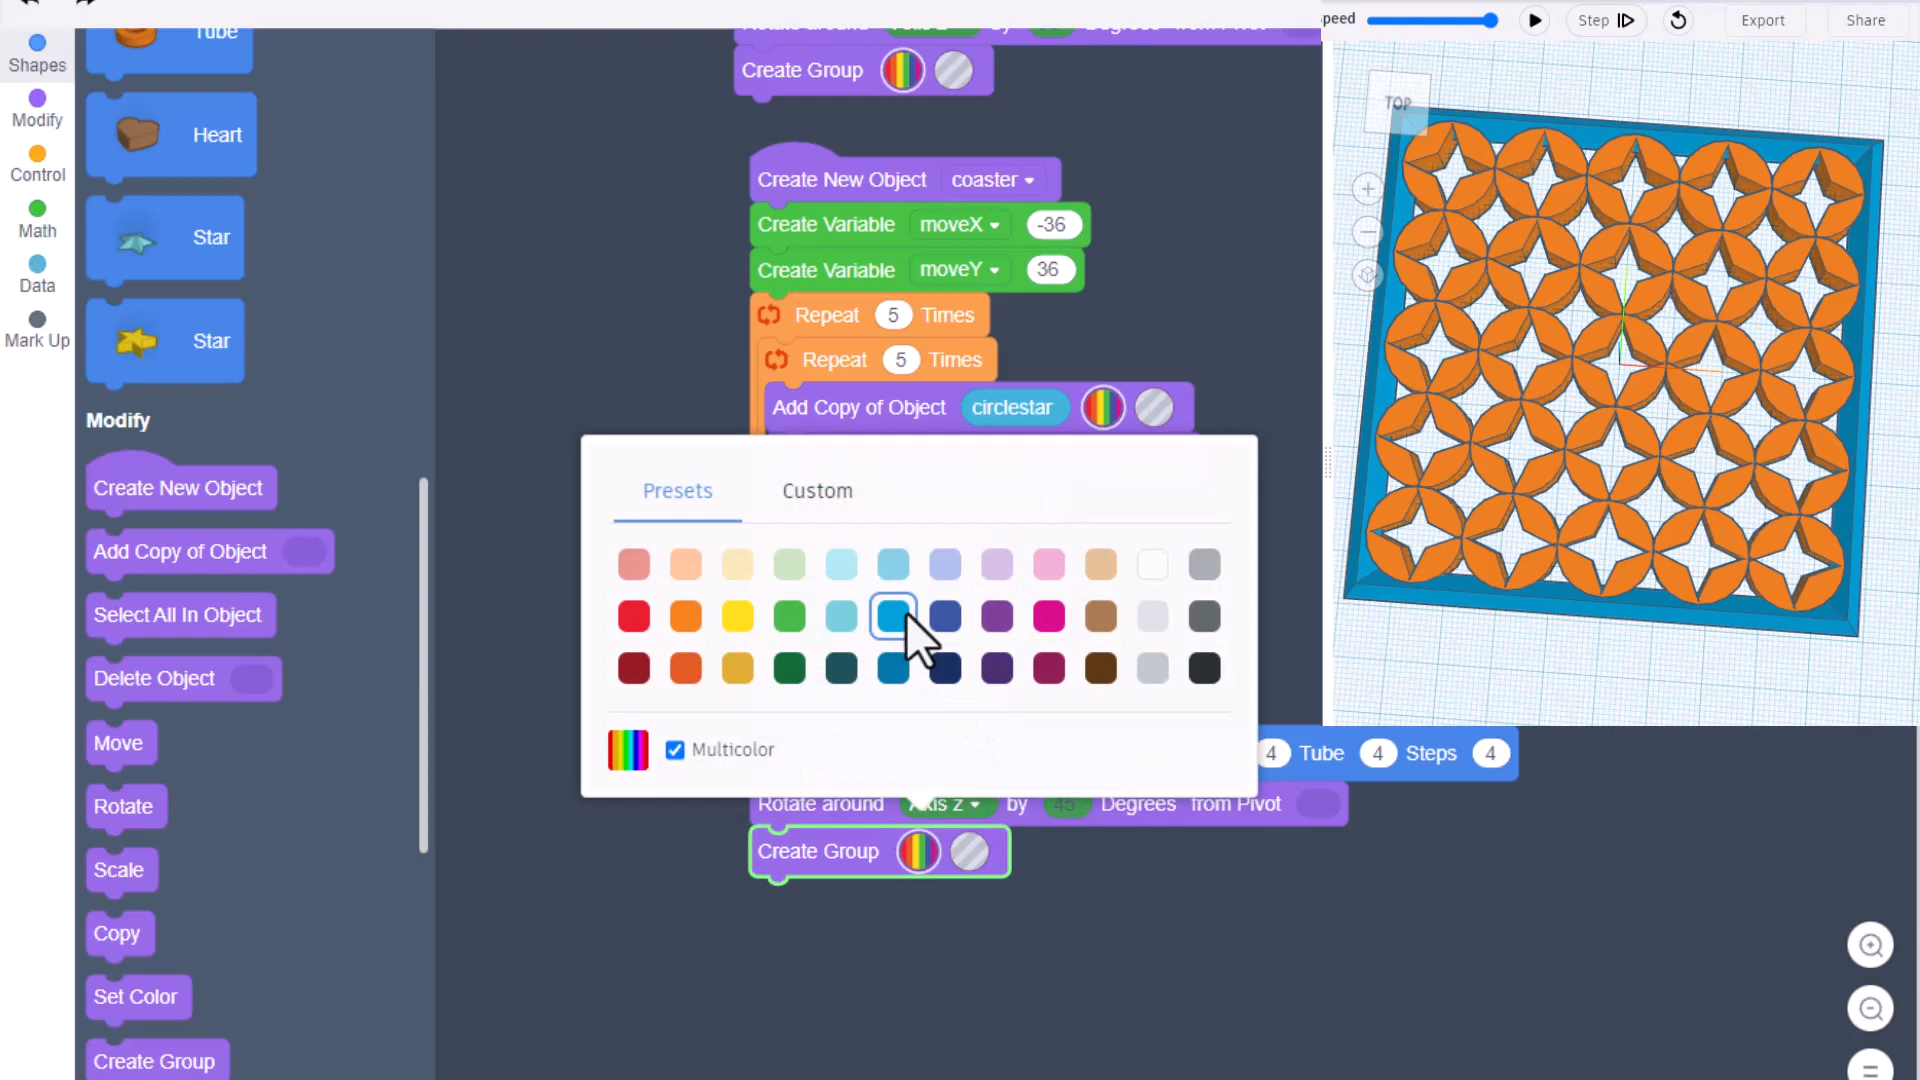 Speed
Step
Export
Share
Shapes
Modify
Control
Math
Data
Mark Up
Tube
Heart
Star
Star
Modify
Create New Object
Add Copy of Object
Select All In Object
Delete Object
Move
Rotate
Scale
Copy
Set Color
Create Group
Create Group
Create New Object coaster
Create Variable moveX -36
Create Variable moveY 36
Repeat 5 Times
Repeat 5 Times
Add Copy of Object circlestar
Presets Custom
Multicolor
4 Tube 4 Steps 4
Rotate around Axis Z by 45 Degrees from Pivot
Create Group
TOP